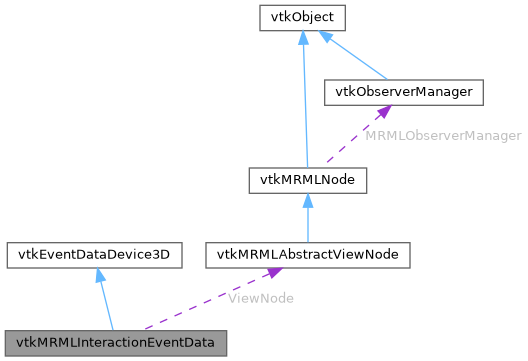 vtkObject
vtkObserverManager
MRMLObserverManager
vtkMRMLNode
vtkEventDataDevice3D
vtkMRMLAbstractViewNode
ViewNode
vtkMRMLInteractionEventData